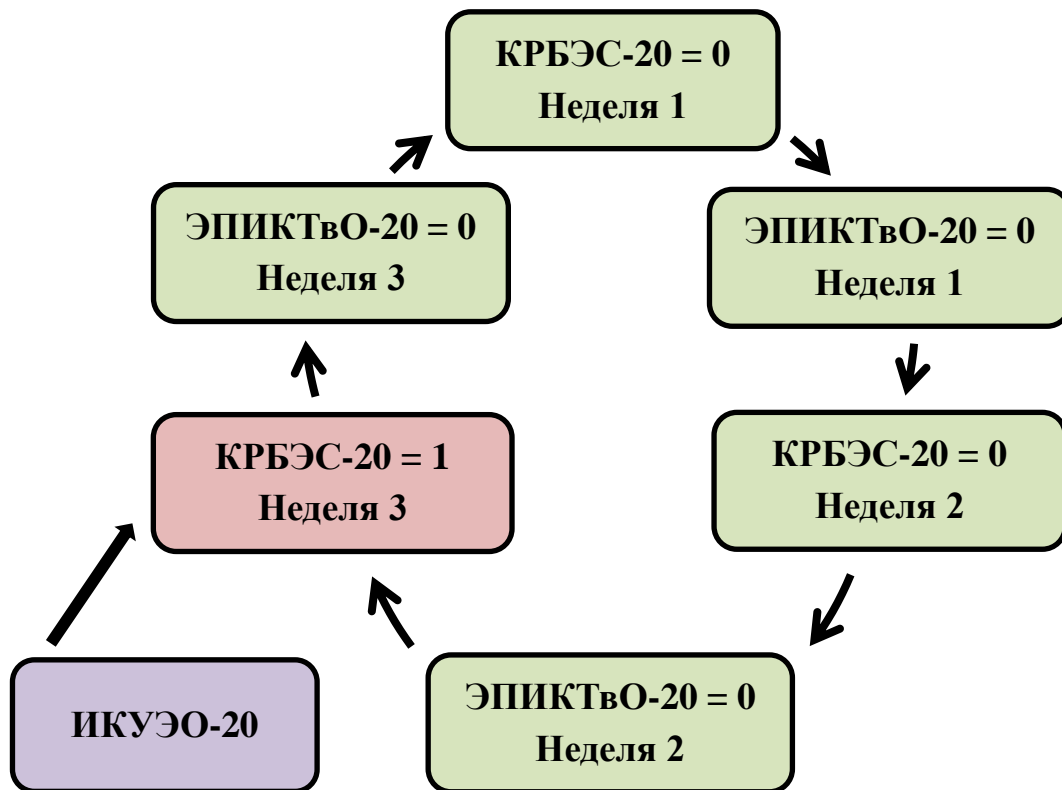 КРБЭС-20 = 0
Неделя 1
ЭПИКТвО-20 = 0
Неделя 1
КРБЭС-20 = 0
Неделя 2
ЭПИКТвО-20 = 0
Неделя 2
КРБЭС-20 = 1
Неделя 3
ЭПИКТвО-20 = 0
Неделя 3
ИКУЭО-20